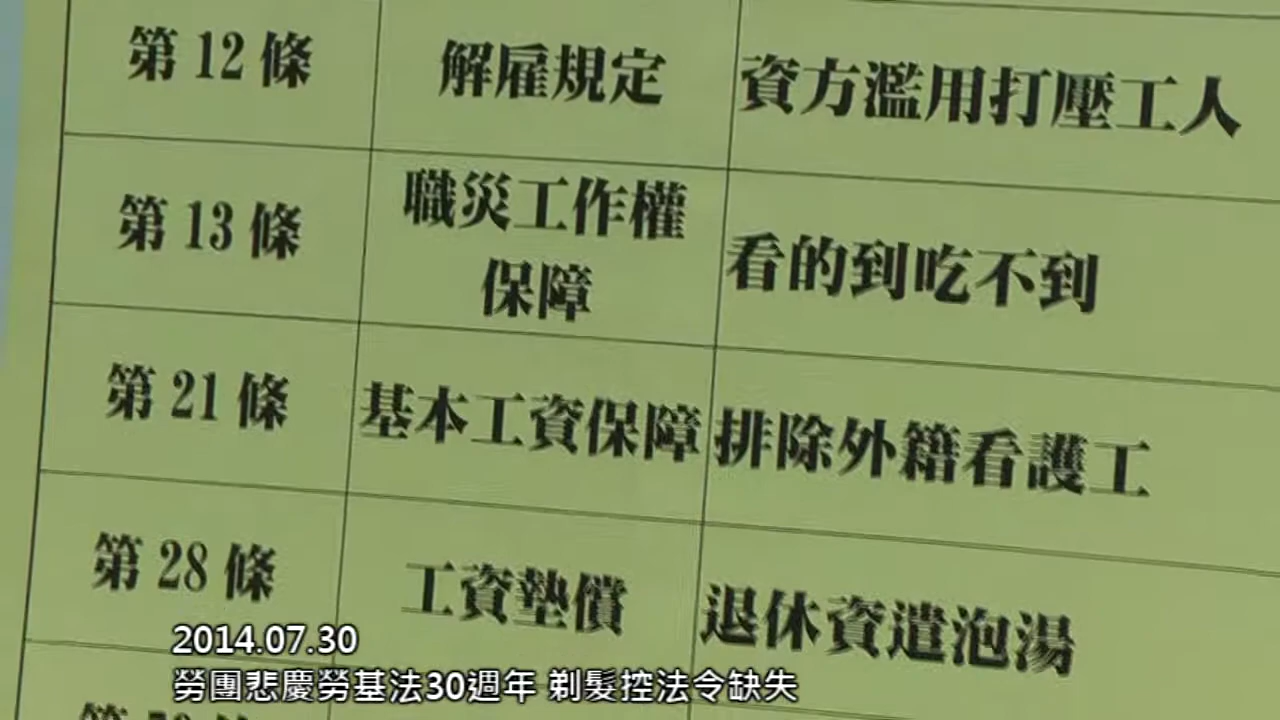 第 12 條 解雇規定 資方濫用打壓工人
第 13 條 職災工作權 看的到吃不到
保障
第 21 條 基本工資保障 排除外籍看護工
第 28 條 工資墊償 退休資遣泡湯
2014.07.30
勞團悲慶勞基法30週年 剃髮控法令缺失